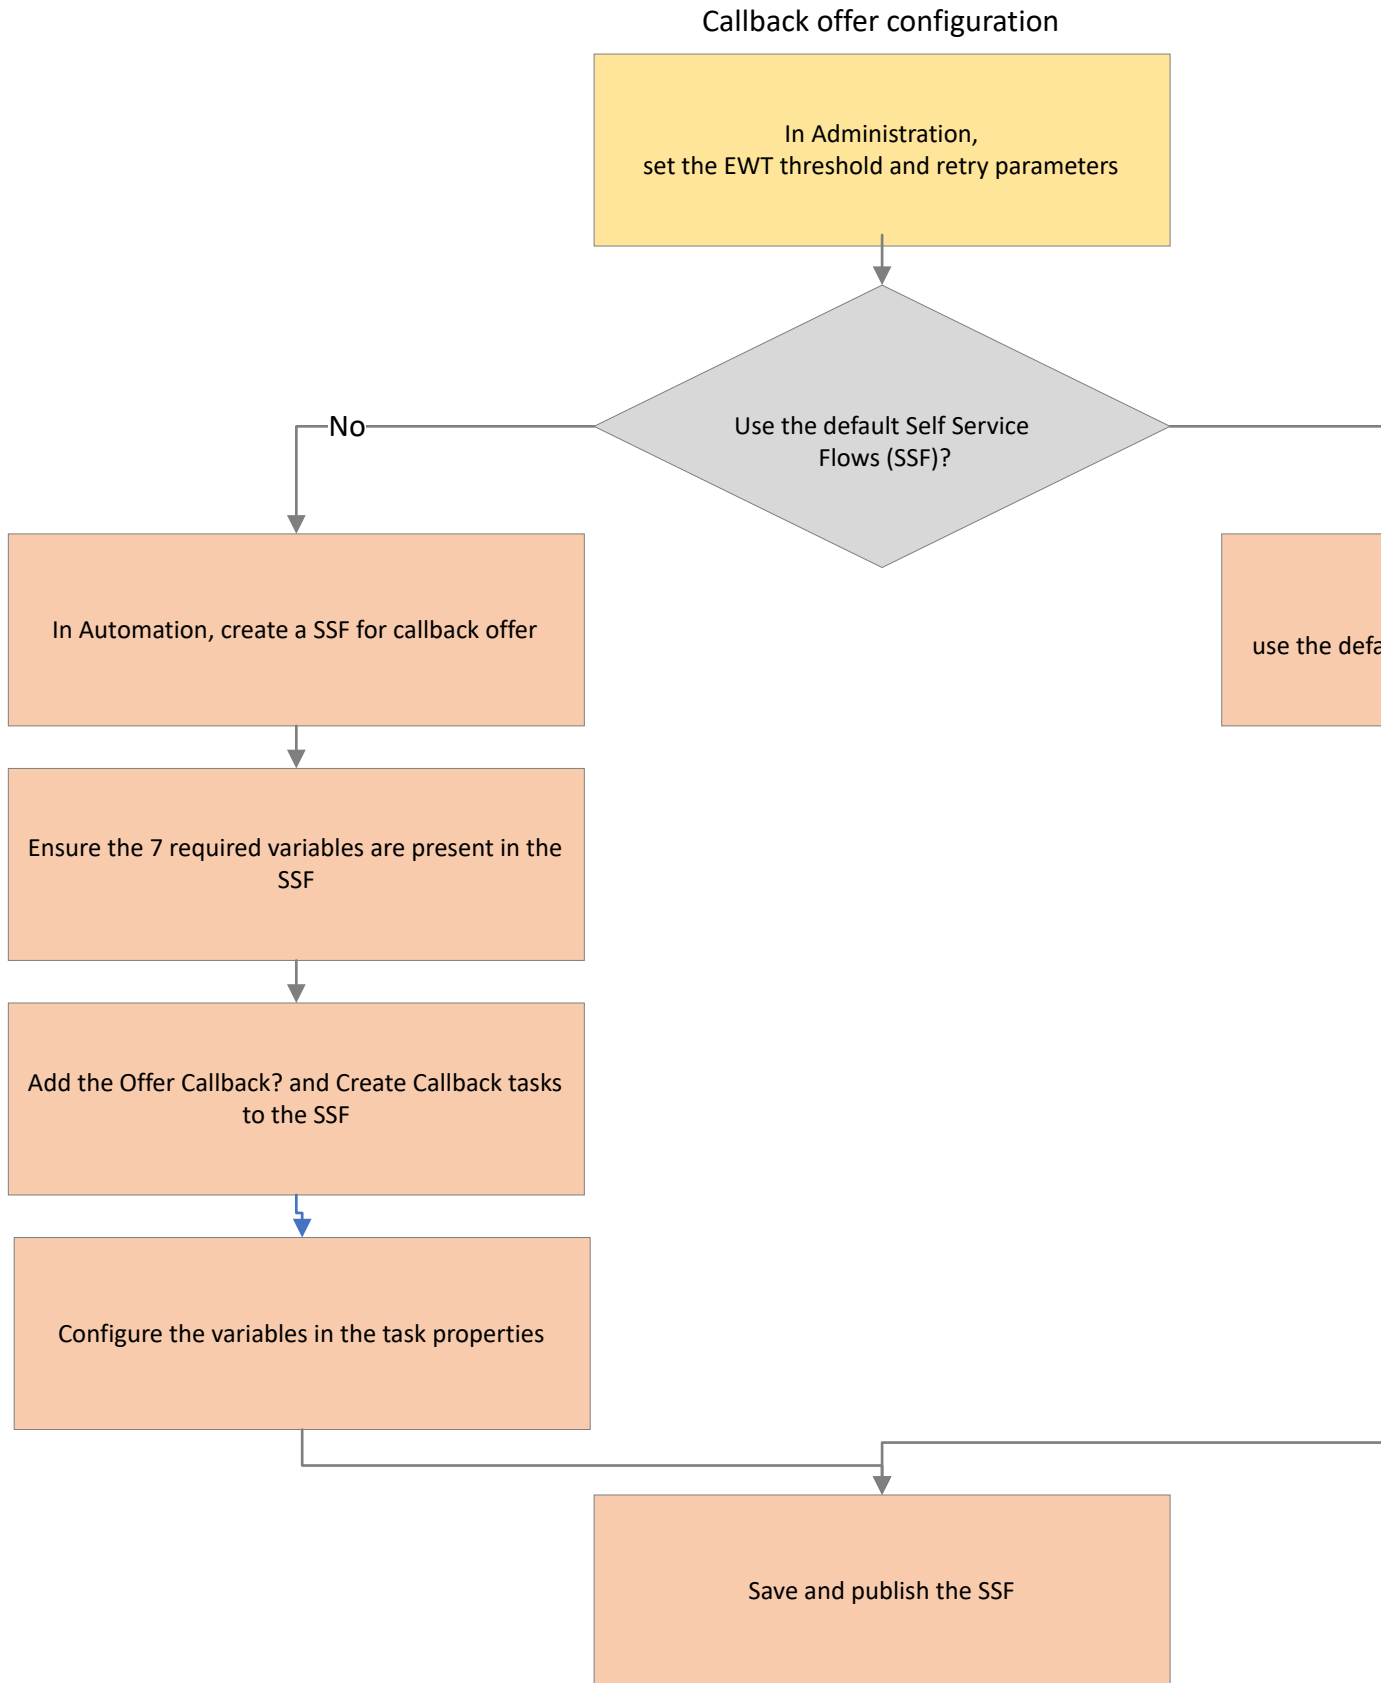 Callback offer configuration
In Administration,
set the EWT threshold and retry parameters
No
Use the default Self Service
Flows (SSF)?
In Automation, create a SSF for callback offer
use the
Ensure the 7 required variables are present in the
SSF
Add the Offer Callback? and Create Callback tasks
to the SSF
Configure the variables in the task properties
Save and publish the SSF